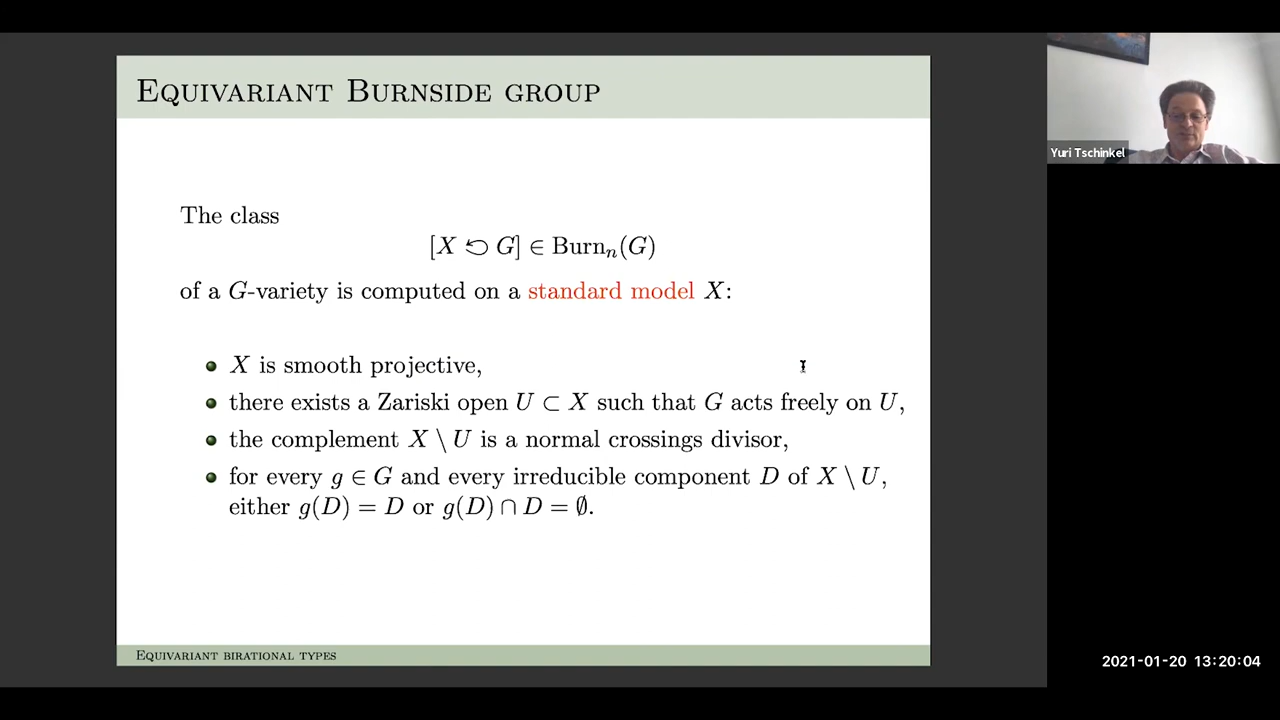 EQUIVARIANT BURNSIDE GROUP
The class
[X ⟲ G] ∈ Burnₙ(G)
of a G-variety is computed on a standard model X:
• X is smooth projective,
• there exists a Zariski open U ⊂ X such that G acts freely on U,
• the complement X \ U is a normal crossings divisor,
• for every g ∈ G and every irreducible component D of X \ U,
either g(D) = D or g(D) ∩ D = ∅.
EQUIVARIANT BIRATIONAL TYPES
Yuri Tschinkel
2021-01-20 13:20:04